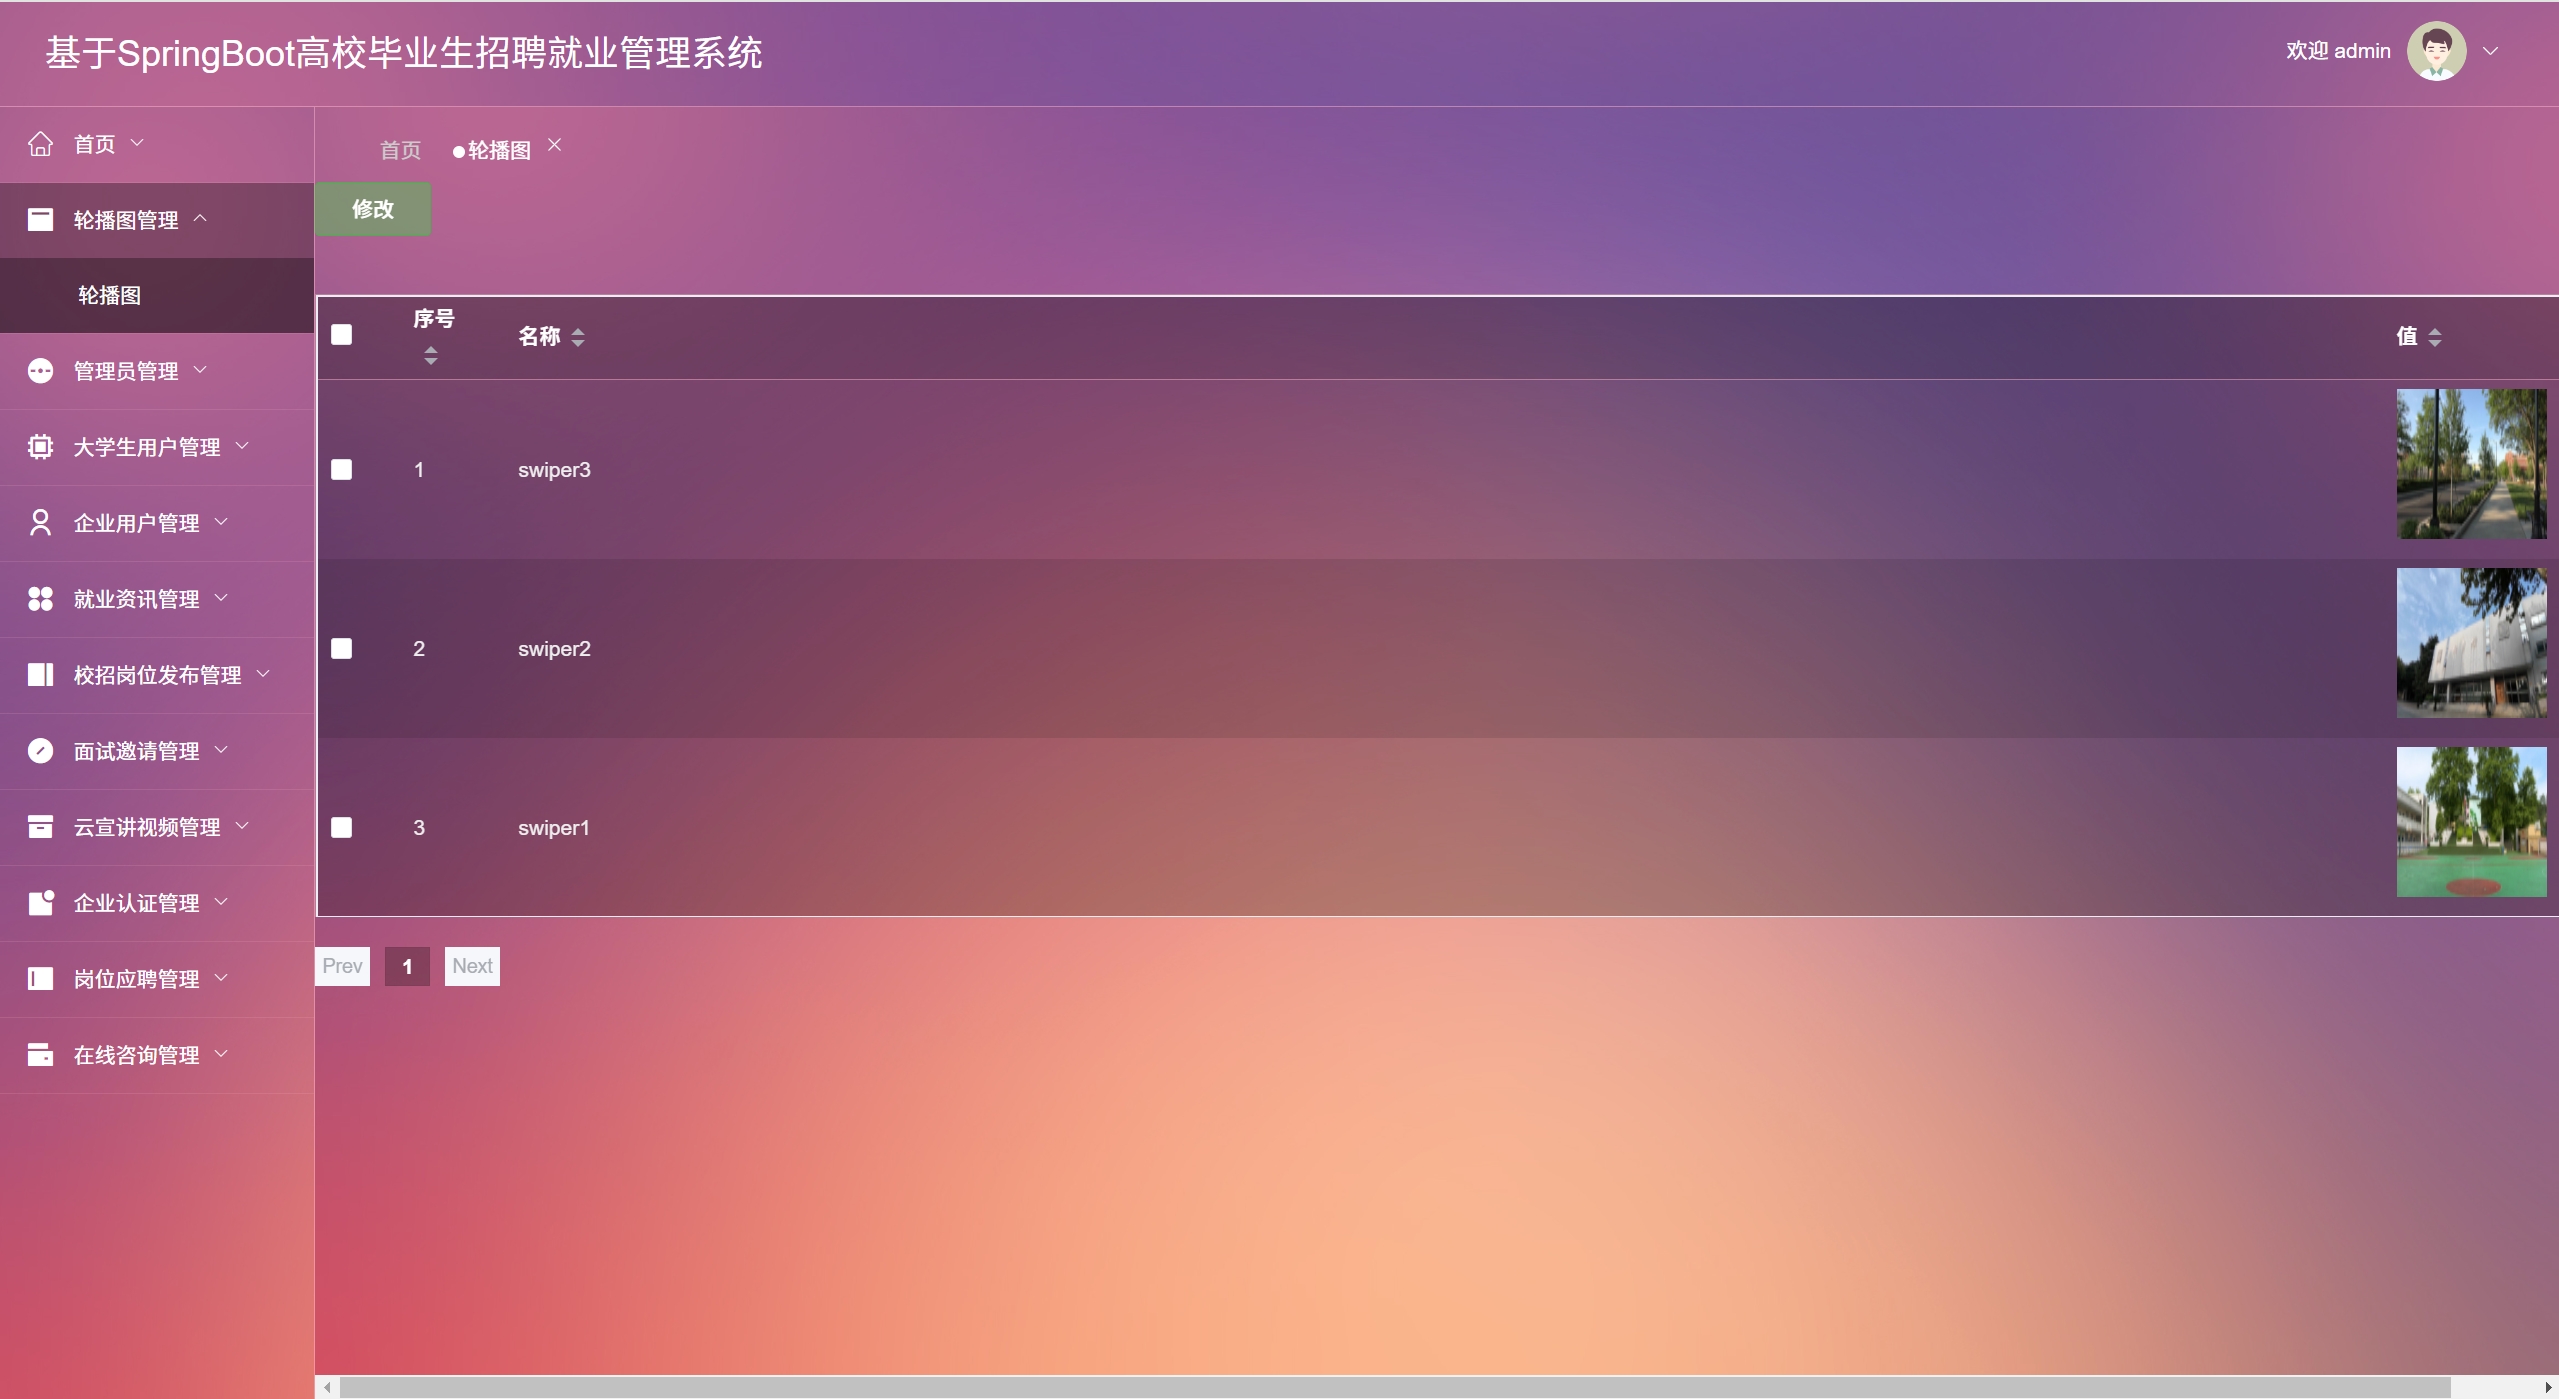 基于SpringBoot高校毕业生招聘就业管理系统
欢迎 admin
首页
轮播图管理
轮播图
管理员管理
大学生用户管理
企业用户管理
就业资讯管理
校招岗位发布管理
面试邀请管理
云宣讲视频管理
企业认证管理
岗位应聘管理
在线咨询管理
首页 轮播图
修改
序号 名称 值
1 swiper3
2 swiper2
3 swiper1
Prev 1 Next